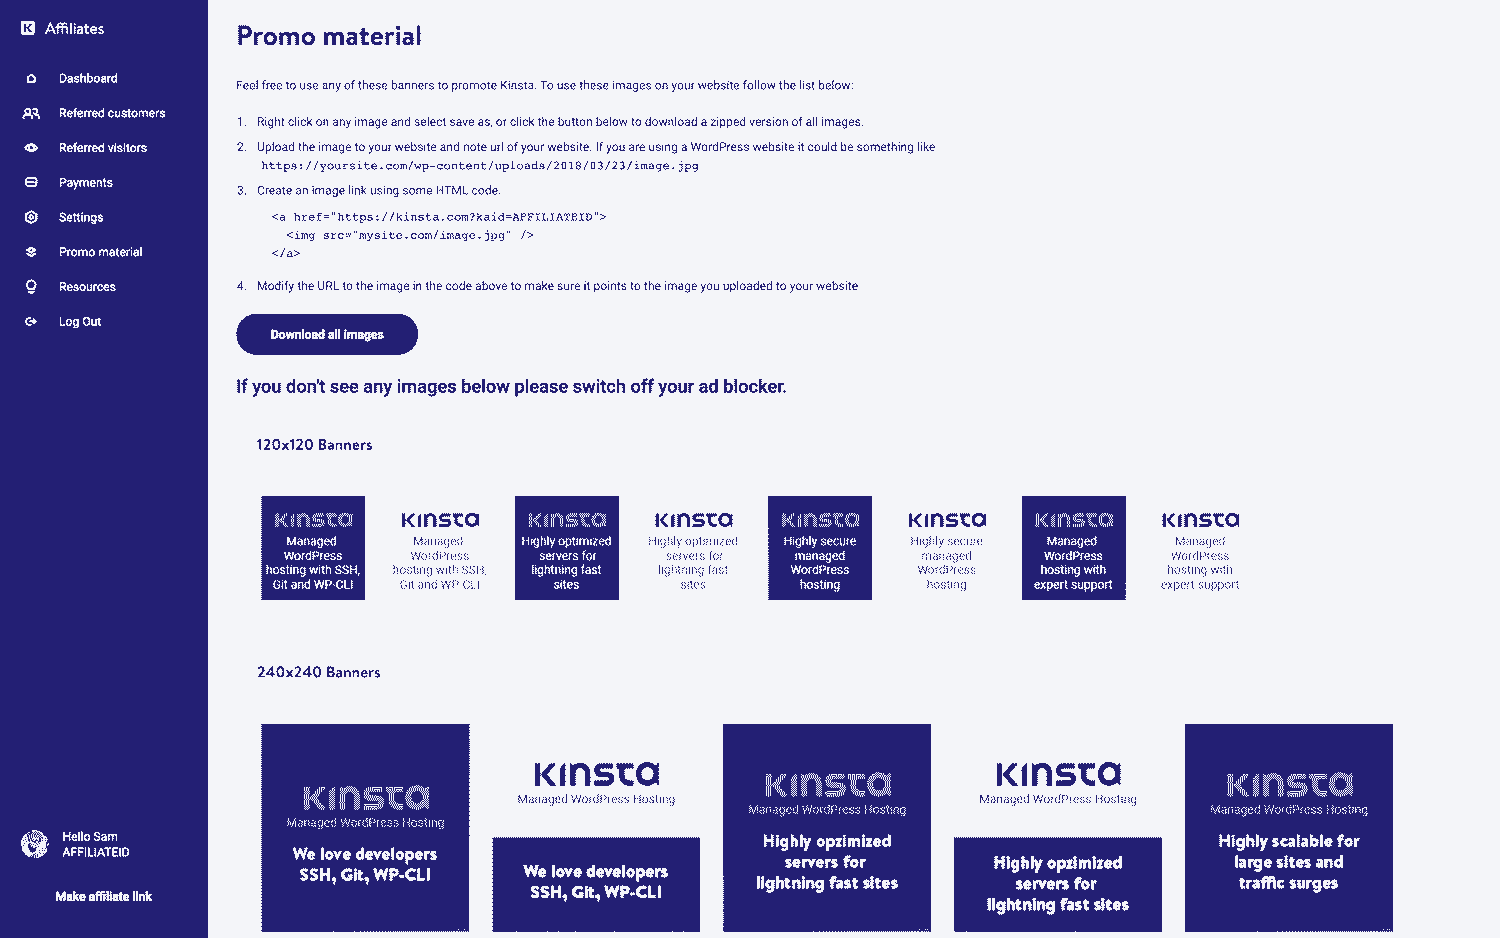 Affiliates
Dashboard
Referred customers
Referred visitors
Payments
Settings
Promo material
Resources
Log Out
Hello Sam
AFFILIATEID
Make affiliate link
Promo material
Feel free to use any of these banners to promote Kinsta. To use these images on your website follow the list below:
1. Right click on any image and select save as, or click the button below to download a zipped version of all images.
2. Upload the image to your website and note url of your website. If you are using a WordPress website it could be something like
https://yoursite.com/wp-content/uploads/2018/03/23/image.jpg
3. Create an image link using some HTML code.
<a href="https://kinsta.com?kaid=AFFILIATEID">
<img src="mysite.com/image.jpg" />
</a>
4. Modify the URL to the image in the code above to make sure it points to the image you uploaded to your website
Download all images
If you don't see any images below please switch off your ad blocker.
120x120 Banners
Kinsta
Managed
WordPress
hosting with SSH,
Git and WP-CLI
Kinsta
Managed
WordPress
hosting with SSH,
Git and WP-CLI
Kinsta
Highly optimized
servers for
lightning fast
sites
Kinsta
Highly optimized
servers for
lightning fast
sites
Kinsta
Highly secure
managed
WordPress
hosting
Kinsta
Highly secure
managed
WordPress
hosting
Kinsta
Managed
WordPress
hosting with
expert support
Kinsta
Managed
WordPress
hosting with
expert support
240x240 Banners
Kinsta
Managed WordPress Hosting
We love developers
SSH, Git, WP-CLI
Kinsta
Managed WordPress Hosting
We love developers
SSH, Git, WP-CLI
Kinsta
Managed WordPress Hosting
Highly opzimized
servers for
lightning fast sites
Kinsta
Managed WordPress Hosting
Highly opzimized
servers for
lightning fast sites
Kinsta
Managed WordPress Hosting
Highly scalable for
large sites and
traffic surges